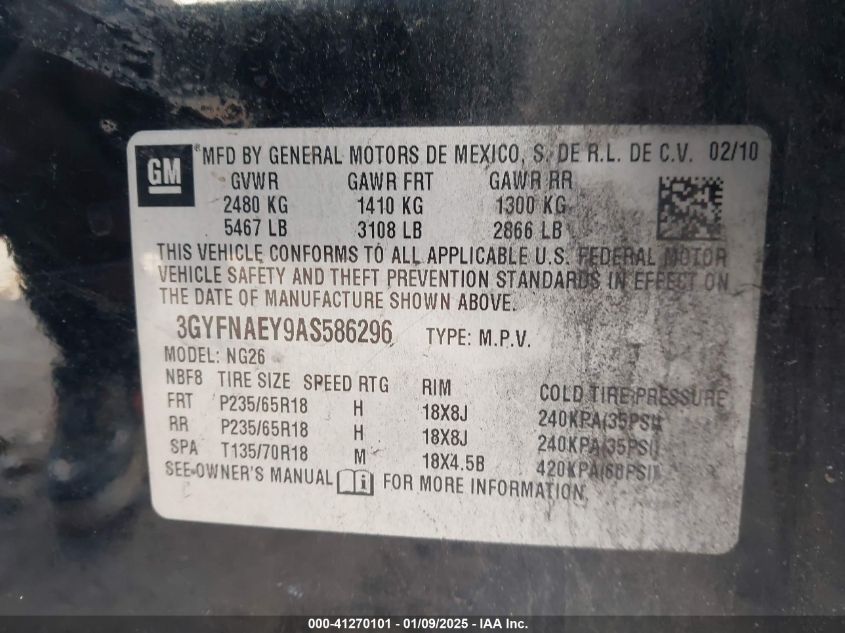 GM ® MFD BY GENERAL MOTORS DE MEXICO, S. DE R.L. DE C.V. 02/10
GVWR GAWR FRT GAWR RR
2480 KG 1410 KG 1300 KG
5467 LB 3108 LB 2866 LB
THIS VEHICLE CONFORMS TO ALL APPLICABLE U.S. FEDERAL MOTOR
VEHICLE SAFETY AND THEFT PREVENTION STANDARDS IN EFFECT ON
THE DATE OF MANUFACTURE SHOWN ABOVE.
3GYFNAEY9AS586296 TYPE: M.P.V.
MODEL: NG26
NBF8 TIRE SIZE SPEED RTG RIM COLD TIRE PRESSURE
FRT P235/65R18 H 18X8J 240KPA(35PSI)
RR P235/65R18 H 18X8J 240KPA(35PSI)
SPA T135/70R18 M 18X4.5B 420KPA(60PSI)
SEE OWNER'S MANUAL FOR MORE INFORMATION.
000-41270101 - 01/09/2025 - IAA Inc.